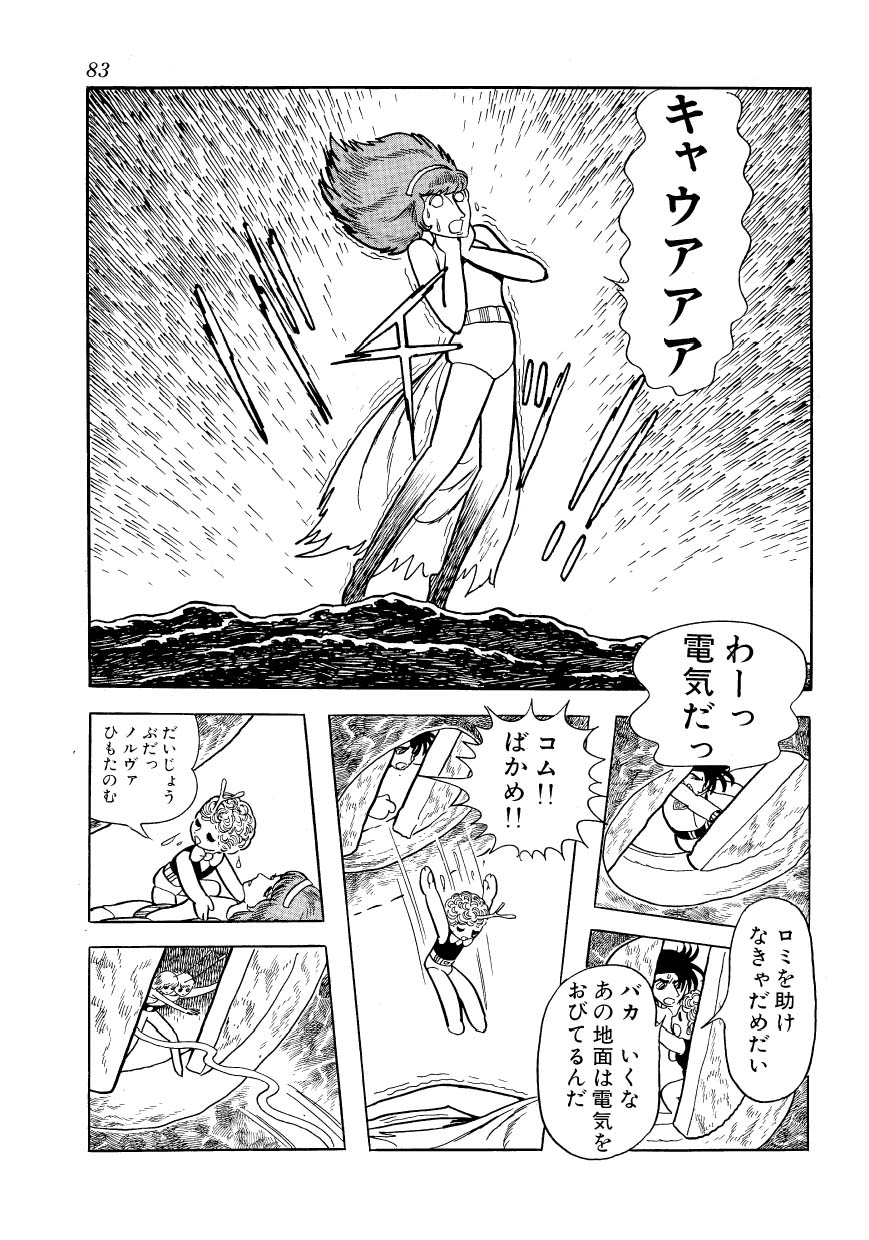 83
キャウアアア
わーっ
電気だっ
ロミを助け
なきゃだめだい
バカ いくな
あの地面は電気を
おびてるんだ
コム!!
ばかめ!!
だいじょう
ぶだっ
ノルヴァ
ひもたのむ